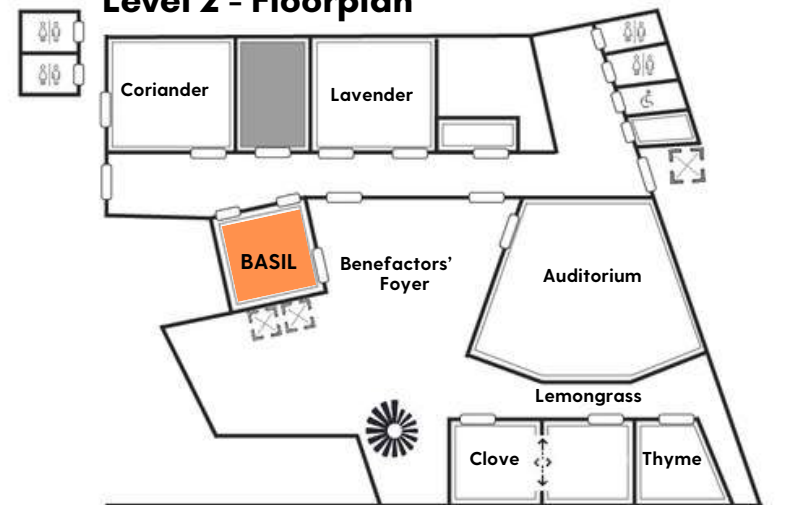 Level 2 - Floorplan
Coriander
Lavender
BASIL
Benefactors’
Foyer
Auditorium
Lemongrass
Clove
Thyme